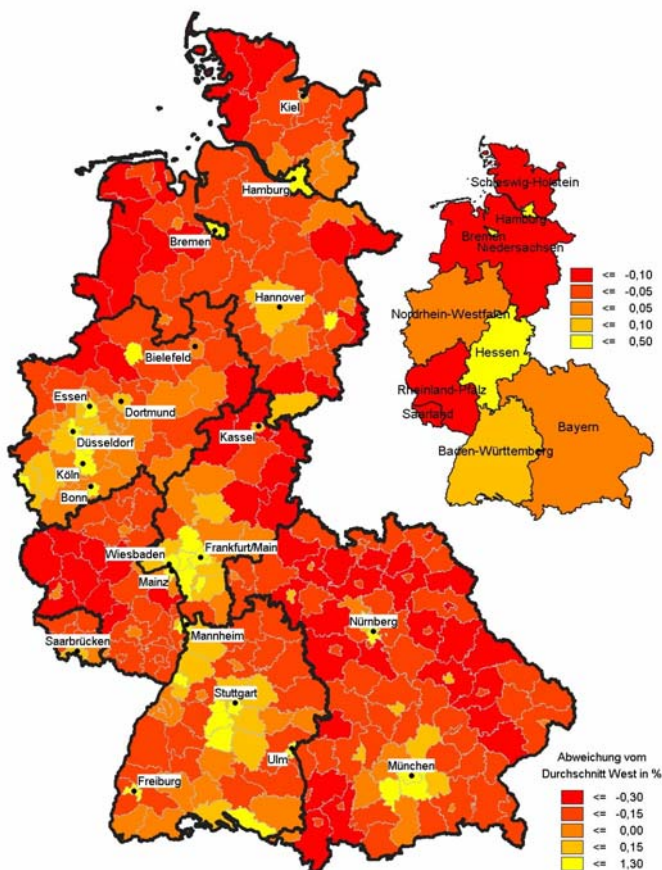 Kiel
Hamburg
Bremen
Hannover
Bielefeld
Essen
Dortmund
Düsseldorf
Kassel
Köln
Bonn
Wiesbaden
Frankfurt/Main
Mainz
Saarbrücken
Mannheim
Nürnberg
Stuttgart
Ulm
München
Freiburg
Schleswig-Holstein
Hamburg
Bremen
Niedersachsen
Nordrhein-Westfalen
Hessen
Rheinland-Pfalz
Saarland
Baden-Württemberg
Bayern
<= -0,10
<= -0,05
<= 0,05
<= 0,10
<= 0,50
Abweichung vom
Durchschnitt West in %
<= -0,30
<= -0,15
<= 0,00
<= 0,15
<= 1,30